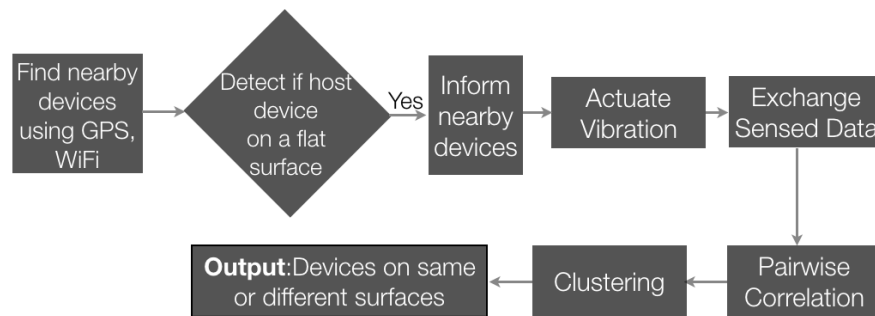 Find nearby
devices
using GPS,
WiFi
Detect if host
device
on a flat
surface
Yes
Inform
nearby
devices
Actuate
Vibration
Exchange
Sensed Data
Pairwise
Correlation
Clustering
Output:Devices on same
or different surfaces